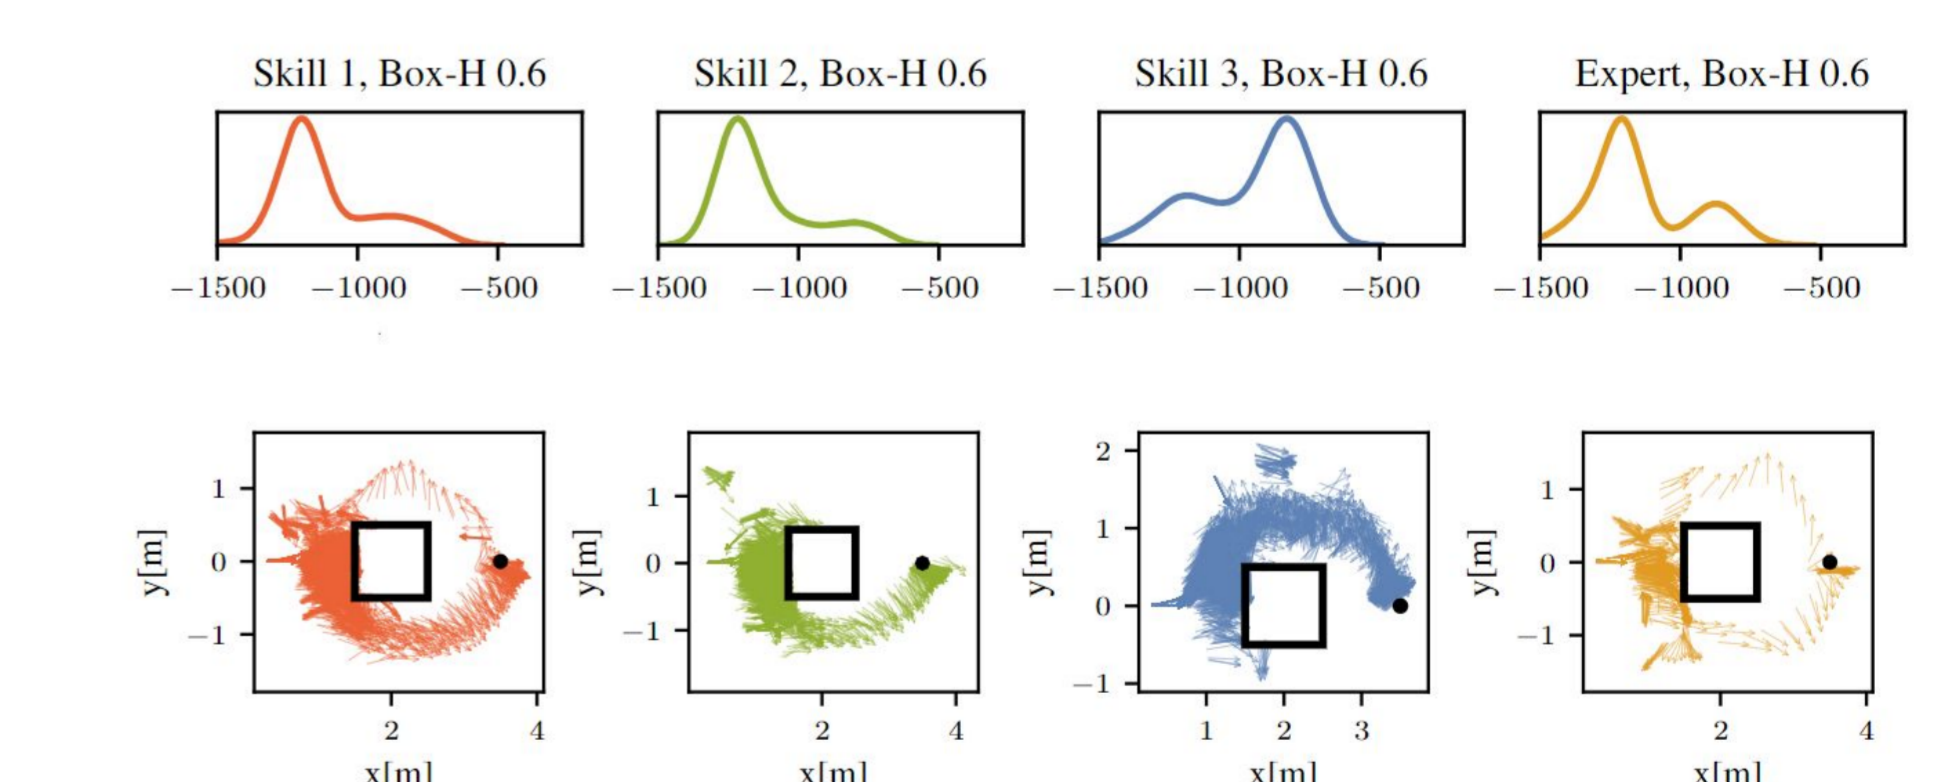 Skill 1, Box-H 0.6
Skill 2, Box-H 0.6
Skill 3, Box-H 0.6
Expert, Box-H 0.6
−1500 −1000 −500
−1500 −1000 −500
−1500 −1000 −500
−1500 −1000 −500
y[m]
1
0
−1
2 4
x[m]
y[m]
1
0
−1
2 4
x[m]
y[m]
2
1
0
−1
1 2 3
x[m]
y[m]
1
0
−1
2 4
x[m]